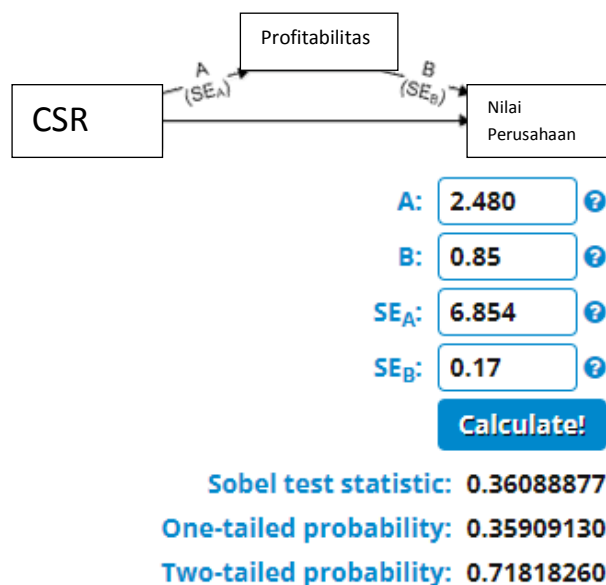 Profitabilitas
A
(SEA)
B
(SEB)
CSR
Nilai
Perusahaan
A: 2.480 ?
B: 0.85 ?
SEA: 6.854 ?
SEB: 0.17 ?
Calculate!
Sobel test statistic: 0.36088877
One-tailed probability: 0.35909130
Two-tailed probability: 0.71818260